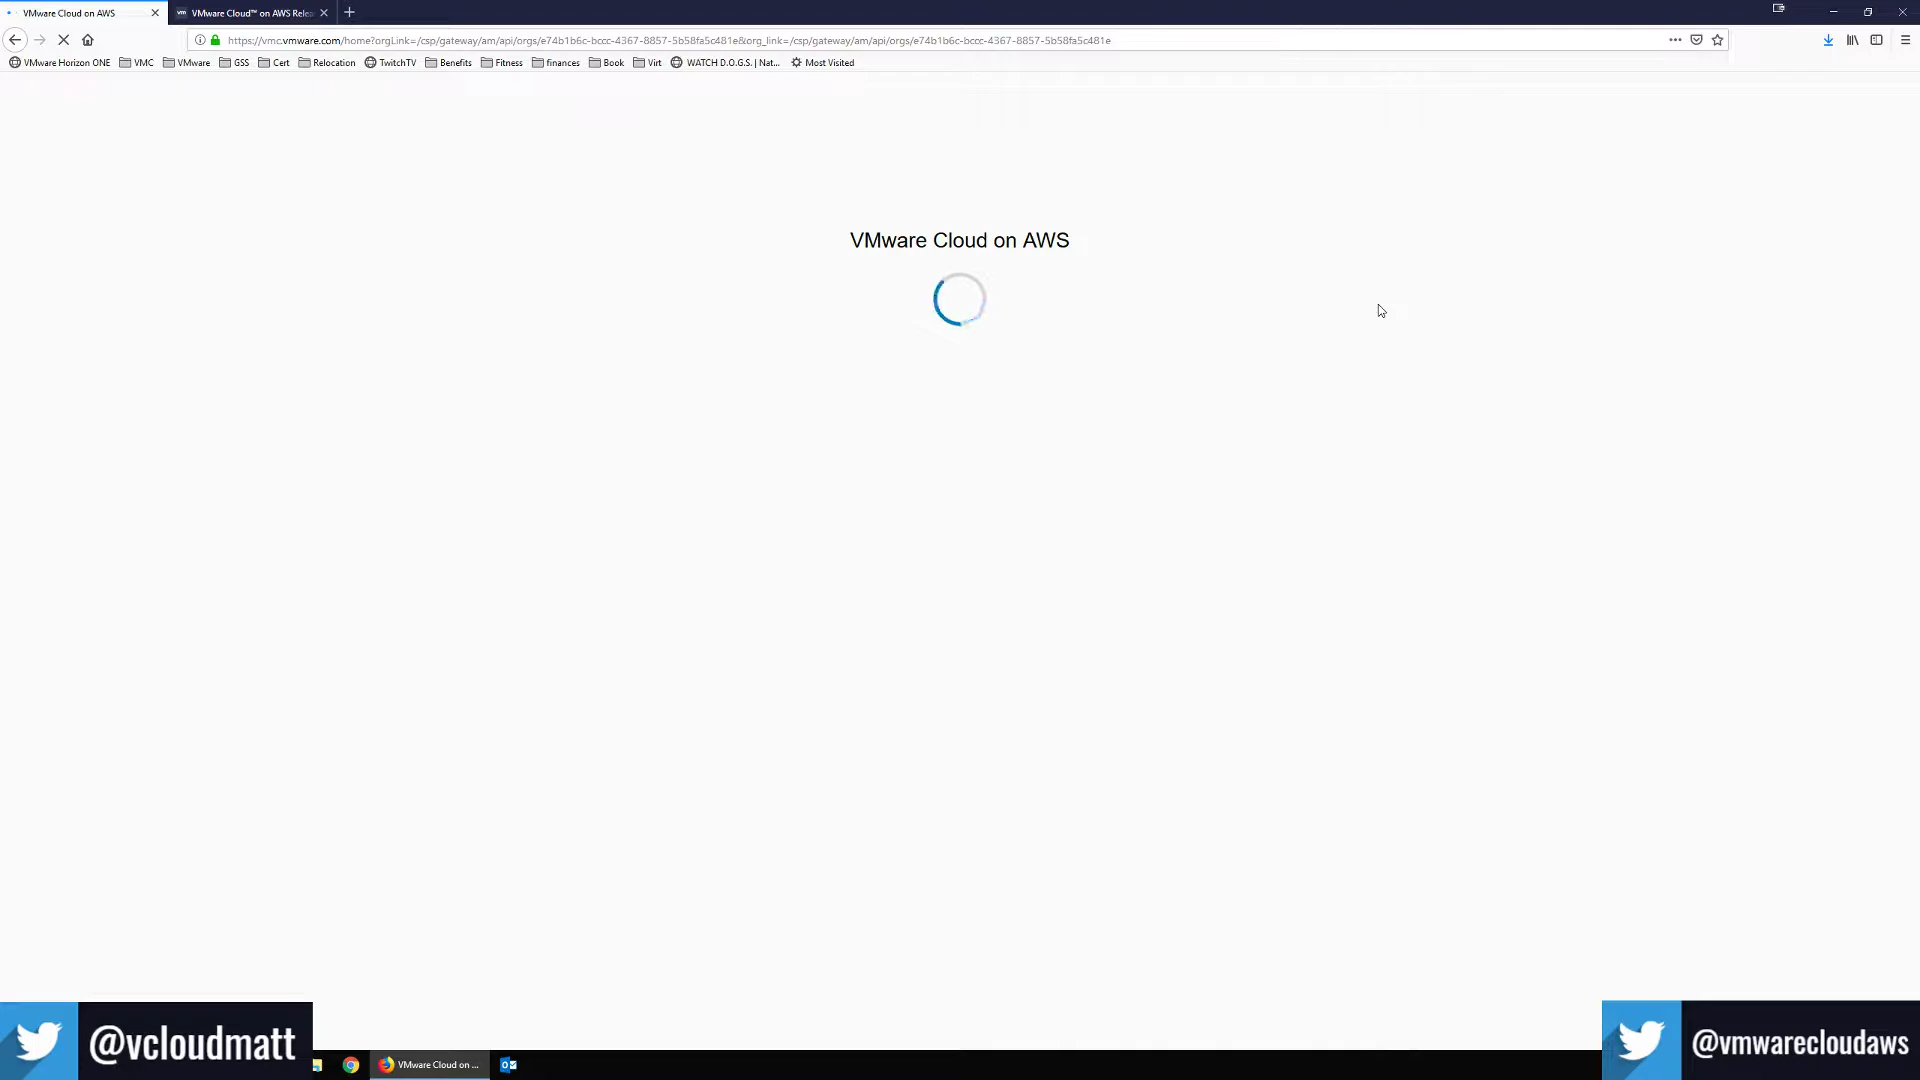 VMware Cloud on AWS
vm VMware Cloud™ on AWS Relea
https://vmc.vmware.com/home?orgLink=/csp/gateway/am/api/orgs/e74b1b6c-bccc-4367-8857-5b58fa5c481e&org_link=/csp/gateway/am/api/orgs/e74b1b6c-bccc-4367-8857-5b58fa5c481e
VMware Horizon ONE VMC VMware GSS Cert Relocation TwitchTV Benefits Fitness finances Book Virt WATCH D.O.G.S. | Nat... Most Visited
VMware Cloud on AWS
@vcloudmatt
VMware Cloud on ...
@vmwarecloudaws